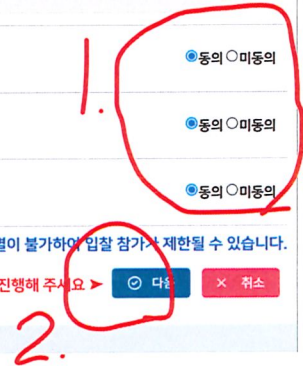 1.
동의 미동의
동의 미동의
동의 미동의
별이 불가하여 입찰 참가가 제한될 수 있습니다.
진행해 주세요 ➤ 다음 × 취소
2.